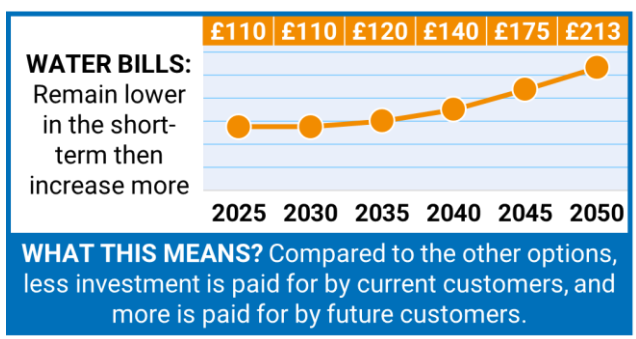 £110 £110 £120 £140 £175 £213
WATER BILLS:
Remain lower
in the short-
term then
increase more
2025 2030 2035 2040 2045 2050
WHAT THIS MEANS? Compared to the other options,
less investment is paid for by current customers, and
more is paid for by future customers.